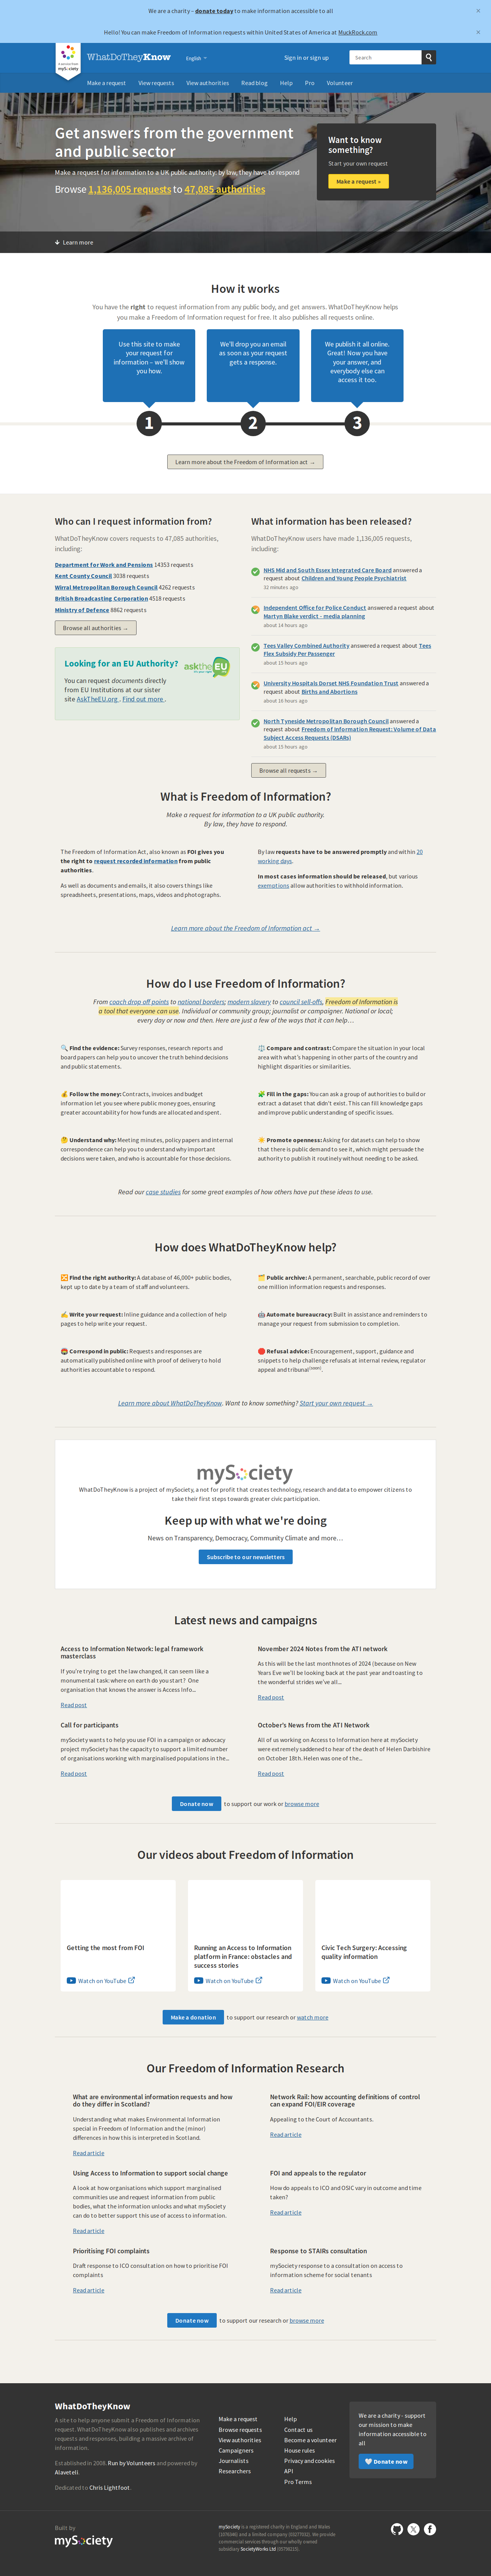 We are a charity – donate today to make information accessible to all
×
Hello! You can make Freedom of Information requests within United States of America at MuckRock.com
×
A service from mySociety
WhatDoTheyKnow
English
Sign in or sign up
Search
Make a request
View requests
View authorities
Read blog
Help
Pro
Volunteer
Get answers from the government
and public sector
Make a request for information to a UK public authority: by law, they have to respond
Browse 1,136,005 requests to 47,085 authorities
Want to know
something?
Start your own request
Make a request »
Learn more
How it works
You have the right to request information from any public body, and get answers. WhatDoTheyKnow helps
you make a Freedom of Information request for free. It also publishes all requests online.
Use this site to make
your request for
information – we'll show
you how.
We'll drop you an email
as soon as your request
gets a response.
We publish it all online.
Great! Now you have
your answer, and
everybody else can
access it too.
1
2
3
Learn more about the Freedom of Information act →
Who can I request information from?
WhatDoTheyKnow covers requests to 47,085 authorities,
including:
Department for Work and Pensions 14353 requests
Kent County Council 3038 requests
Wirral Metropolitan Borough Council 4262 requests
British Broadcasting Corporation 4518 requests
Ministry of Defence 8862 requests
Browse all authorities →
Looking for an EU Authority?
asktheEU
You can request documents directly
from EU Institutions at our sister
site AskTheEU.org . Find out more .
What information has been released?
WhatDoTheyKnow users have made 1,136,005 requests,
including:
NHS Mid and South Essex Integrated Care Board answered a
request about Children and Young People Psychiatrist
32 minutes ago
Independent Office for Police Conduct answered a request about
Martyn Blake verdict - media planning
about 14 hours ago
Tees Valley Combined Authority answered a request about Tees
Flex Subsidy Per Passenger
about 15 hours ago
University Hospitals Dorset NHS Foundation Trust answered a
request about Births and Abortions
about 16 hours ago
North Tyneside Metropolitan Borough Council answered a
request about Freedom of Information Request: Volume of Data
Subject Access Requests (DSARs)
about 15 hours ago
Browse all requests →
What is Freedom of Information?
Make a request for information to a UK public authority.
By law, they have to respond.
The Freedom of Information Act, also known as FOI gives you
the right to request recorded information from public
authorities.
As well as documents and emails, it also covers things like
spreadsheets, presentations, maps, videos and photographs.
By law requests have to be answered promptly and within 20
working days.
In most cases information should be released, but various
exemptions allow authorities to withhold information.
Learn more about the Freedom of Information act →
How do I use Freedom of Information?
From coach drop off points to national borders; modern slavery to council sell-offs, Freedom of Information is
a tool that everyone can use. Individual or community group; journalist or campaigner. National or local;
every day or now and then. Here are just a few of the ways that it can help…
🔍 Find the evidence: Survey responses, research reports and
board papers can help you to uncover the truth behind decisions
and public statements.
⚖️ Compare and contrast: Compare the situation in your local
area with what's happening in other parts of the country and
highlight disparities or similarities.
💰 Follow the money: Contracts, invoices and budget
information let you see where public money goes, ensuring
greater accountability for how funds are allocated and spent.
🧩 Fill in the gaps: You can ask a group of authorities to build or
extract a dataset that didn't exist. This can fill knowledge gaps
and improve public understanding of specific issues.
🤔 Understand why: Meeting minutes, policy papers and internal
correspondence can help you to understand why important
decisions were taken, and who is accountable for those decisions.
☀️ Promote openness: Asking for datasets can help to show
that there is public interest in the data, which might persuade the
authority to publish it routinely without needing to be asked.
Read our case studies for some great examples of how others have put these ideas to use.
How does WhatDoTheyKnow help?
🔀 Find the right authority: A database of 46,000+ public bodies,
kept up to date by a team of staff and volunteers.
🗂️ Public archive: A permanent, searchable, public record of over
one million information requests and responses.
✍️ Write your request: Inline guidance and a collection of help
pages to help write your request.
🤖 Automate bureaucracy: Built in assistance and reminders to
manage your request from submission to completion.
Correspond in public: Requests and responses are
automatically published online with proof of delivery to hold
authorities accountable to respond.
🛑 Refusal advice: Encouragement, support, guidance and
snippets to help challenge refusals at internal review, regulator
appeal and tribunal(soon).
Learn more about WhatDoTheyKnow. Want to know something? Start your own request →
mySociety
WhatDoTheyKnow is a project of mySociety, a not for profit that creates technology, research and data to empower citizens to
take their first steps towards greater civic participation.
Keep up with what we're doing
News on Transparency, Democracy, Community Climate and more…
Subscribe to our newsletters
Latest news and campaigns
Access to Information Network: legal framework
masterclass
If you're trying to get the law changed, it can seem like a
monumental task: where on earth do you start? One
organisation that knows the answer is Access Info...
Read post
November 2024 Notes from the ATI network
As this will be the last monthnotes of 2024 (because on New
Years Eve we'll be looking back at the past year and toasting to
the wonderful strides we've all...
Read post
Call for participants
mySociety wants to help you use FOI in a campaign or advocacy
project mySociety has the capacity to support a limited number
of organisations working with marginalised populations in the...
Read post
October's News from the ATI Network
All of us working on Access to Information here at mySociety
were extremely saddened to hear of the death of Helen Darbishire
on October 18th. Helen was one of the...
Read post
Donate now to support our work or browse more
Our videos about Freedom of Information
Getting the most from FOI
Watch on YouTube
Running an Access to Information
platform in France: obstacles and
success stories
Watch on YouTube
Civic Tech Surgery: Accessing
quality information
Watch on YouTube
Make a donation to support our research or watch more
Our Freedom of Information Research
What are environmental information requests and how
do they differ in Scotland?
Understanding what makes Environmental Information
special in Freedom of Information and the (minor)
differences in how this is interpreted in Scotland.
Read article
Network Rail: how accounting definitions of control
can expand FOI/EIR coverage
Appealing to the Court of Accountants.
Read article
Using Access to Information to support social change
A look at how organisations which support marginalised
communities use and request information from public
bodies, what the information unlocks and what mySociety
can do to better support this use of access to information.
Read article
FOI and appeals to the regulator
How do appeals to ICO and OSIC vary in outcome and time
taken?
Read article
Prioritising FOI complaints
Draft response to ICO consultation on how to prioritise FOI
complaints
Read article
Response to STAIRs consultation
mySociety response to a consultation on access to
information scheme for social tenants
Read article
Donate now to support our research or browse more
WhatDoTheyKnow
A site to help anyone submit a Freedom of Information
request. WhatDoTheyKnow also publishes and archives
requests and responses, building a massive archive of
information.
Established in 2008. Run by Volunteers and powered by
Alaveteli.
Dedicated to Chris Lightfoot.
Make a request
Browse requests
View authorities
Campaigners
Journalists
Researchers
Help
Contact us
Become a volunteer
House rules
Privacy and cookies
API
Pro Terms
We are a charity - support
our mission to make
information accessible to
all
🤍 Donate now
Built by
mySociety
mySociety is a registered charity in England and Wales
(1076346) and a limited company (03277032). We provide
commercial services through our wholly owned
subsidiary SocietyWorks Ltd (05798215).